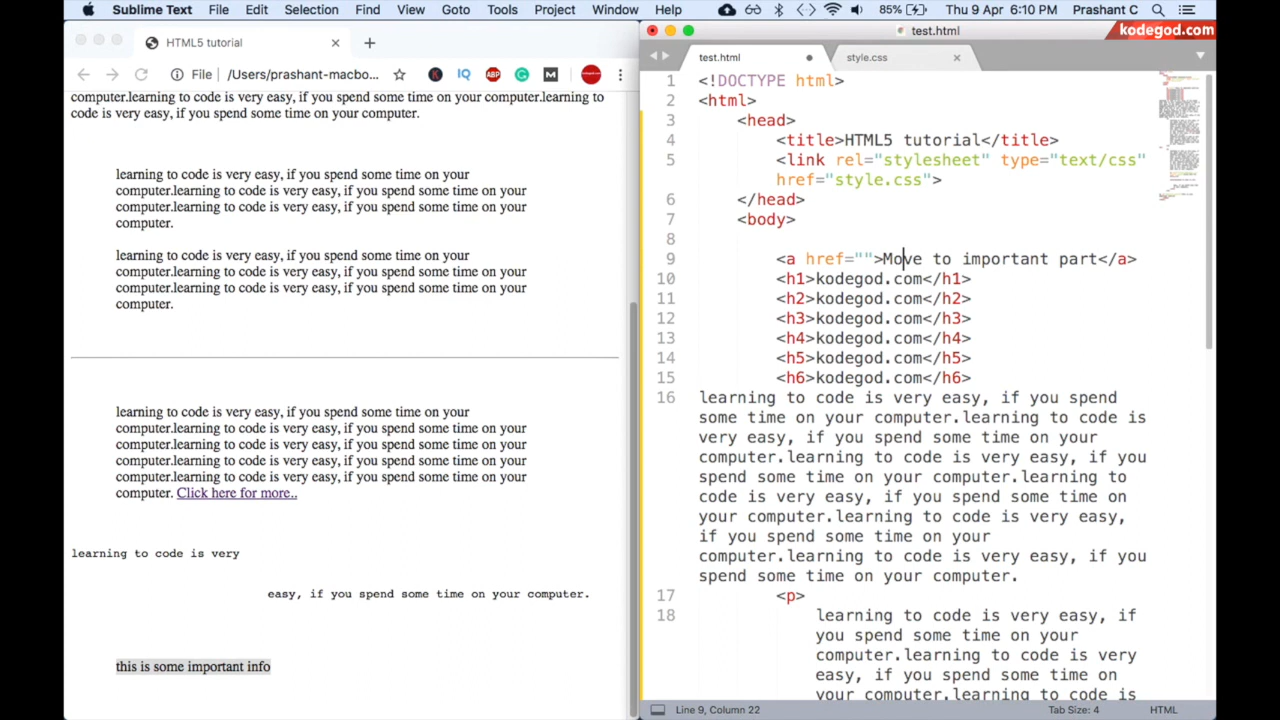 Sublime Text File Edit Selection Find View Goto Tools Project Window Help 85% Thu 9 Apr 6:10 PM Prashant C
HTML5 tutorial
File /Users/prashant-macbo...
IQ ABP M
computer.learning to code is very easy, if you spend some time on your computer.learning to
code is very easy, if you spend some time on your computer.
learning to code is very easy, if you spend some time on your
computer.learning to code is very easy, if you spend some time on your
computer.learning to code is very easy, if you spend some time on your
computer.
learning to code is very easy, if you spend some time on your
computer.learning to code is very easy, if you spend some time on your
computer.learning to code is very easy, if you spend some time on your
computer.
learning to code is very easy, if you spend some time on your
computer.learning to code is very easy, if you spend some time on your
computer.learning to code is very easy, if you spend some time on your
computer.learning to code is very easy, if you spend some time on your
computer.learning to code is very easy, if you spend some time on your
computer. Click here for more..
learning to code is very
easy, if you spend some time on your computer.
this is some important info
test.html
kodegod.com
test.html style.css
1 <!DOCTYPE html>
2 <html>
3 <head>
4 <title>HTML5 tutorial</title>
5 <link rel="stylesheet" type="text/css"
href="style.css">
6 </head>
7 <body>
8
9 <a href="">Move to important part</a>
10 <h1>kodegod.com</h1>
11 <h2>kodegod.com</h2>
12 <h3>kodegod.com</h3>
13 <h4>kodegod.com</h4>
14 <h5>kodegod.com</h5>
15 <h6>kodegod.com</h6>
16 learning to code is very easy, if you spend
some time on your computer.learning to code is
very easy, if you spend some time on your
computer.learning to code is very easy, if you
spend some time on your computer.learning to
code is very easy, if you spend some time on
your computer.learning to code is very easy,
if you spend some time on your
computer.learning to code is very easy, if you
spend some time on your computer.
17 <p>
18 learning to code is very easy, if
you spend some time on your
computer.learning to code is very
easy, if you spend some time on
your computer.learning to code is
Line 9, Column 22 Tab Size: 4 HTML